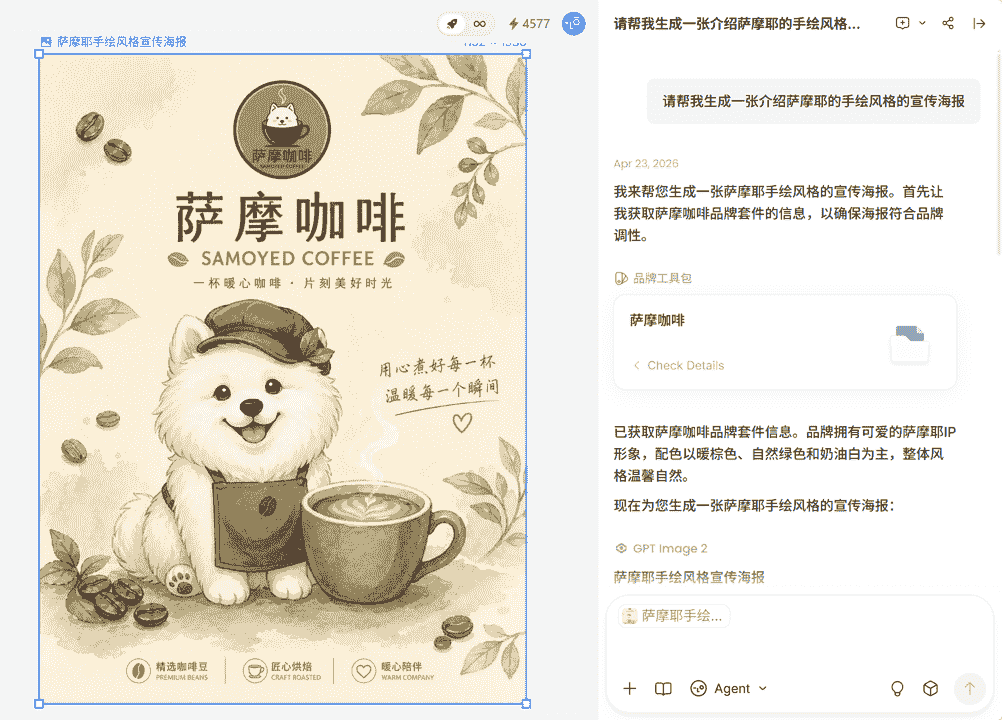 4577
萨摩耶手绘风格宣传海报
萨摩咖啡
SAMOYED COFFEE
萨摩咖啡
SAMOYED COFFEE
一杯暖心咖啡 · 片刻美好时光
用心煮好每一杯
温暖每一个瞬间
精选咖啡豆
PREMIUM BEANS
匠心烘焙
CRAFT ROASTED
暖心陪伴
WARM COMPANY
请帮我生成一张介绍萨摩耶的手绘风格...
请帮我生成一张介绍萨摩耶的手绘风格的宣传海报
Apr 23, 2026
我来帮您生成一张萨摩耶手绘风格的宣传海报。首先让
我获取萨摩咖啡品牌套件的信息，以确保海报符合品牌
调性。
品牌工具包
萨摩咖啡
Check Details
已获取萨摩咖啡品牌套件信息。品牌拥有可爱的萨摩耶IP
形象，配色以暖棕色、自然绿色和奶油白为主，整体风
格温馨自然。
现在为您生成一张萨摩耶手绘风格的宣传海报：
GPT Image 2
萨摩耶手绘风格宣传海报
萨摩耶手绘...
Agent